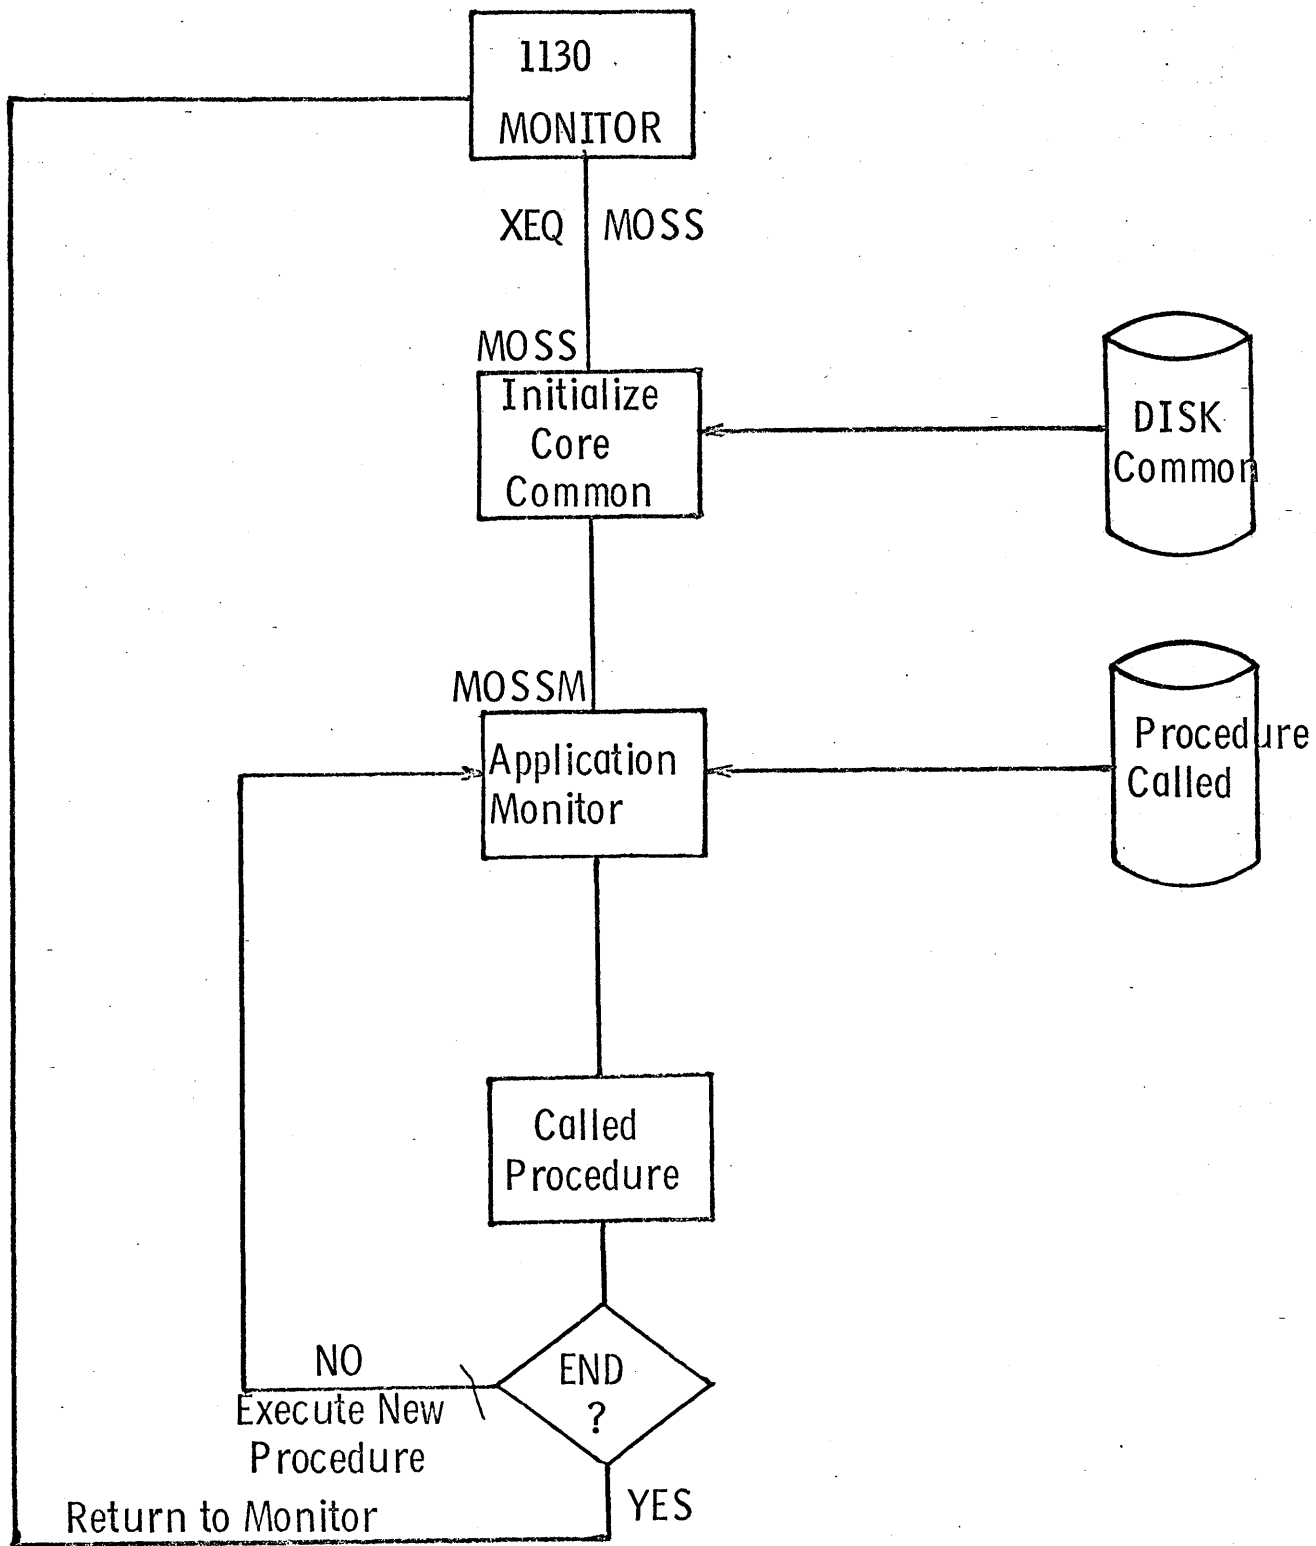 1130
MONITOR
XEQ MOSS
MOSS
Initialize
Core
Common
DISK
Common
MOSSM
Application
Monitor
Procedure
Called
Called
Procedure
END
?
NO
Execute New
Procedure
YES
Return to Monitor